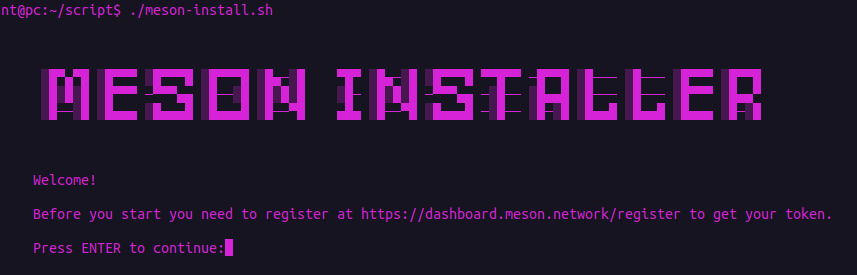 nt@pc:~/script$ ./meson-install.sh
MESON INSTALLER
Welcome!
Before you start you need to register at https://dashboard.meson.network/register to get your token.
Press ENTER to continue: